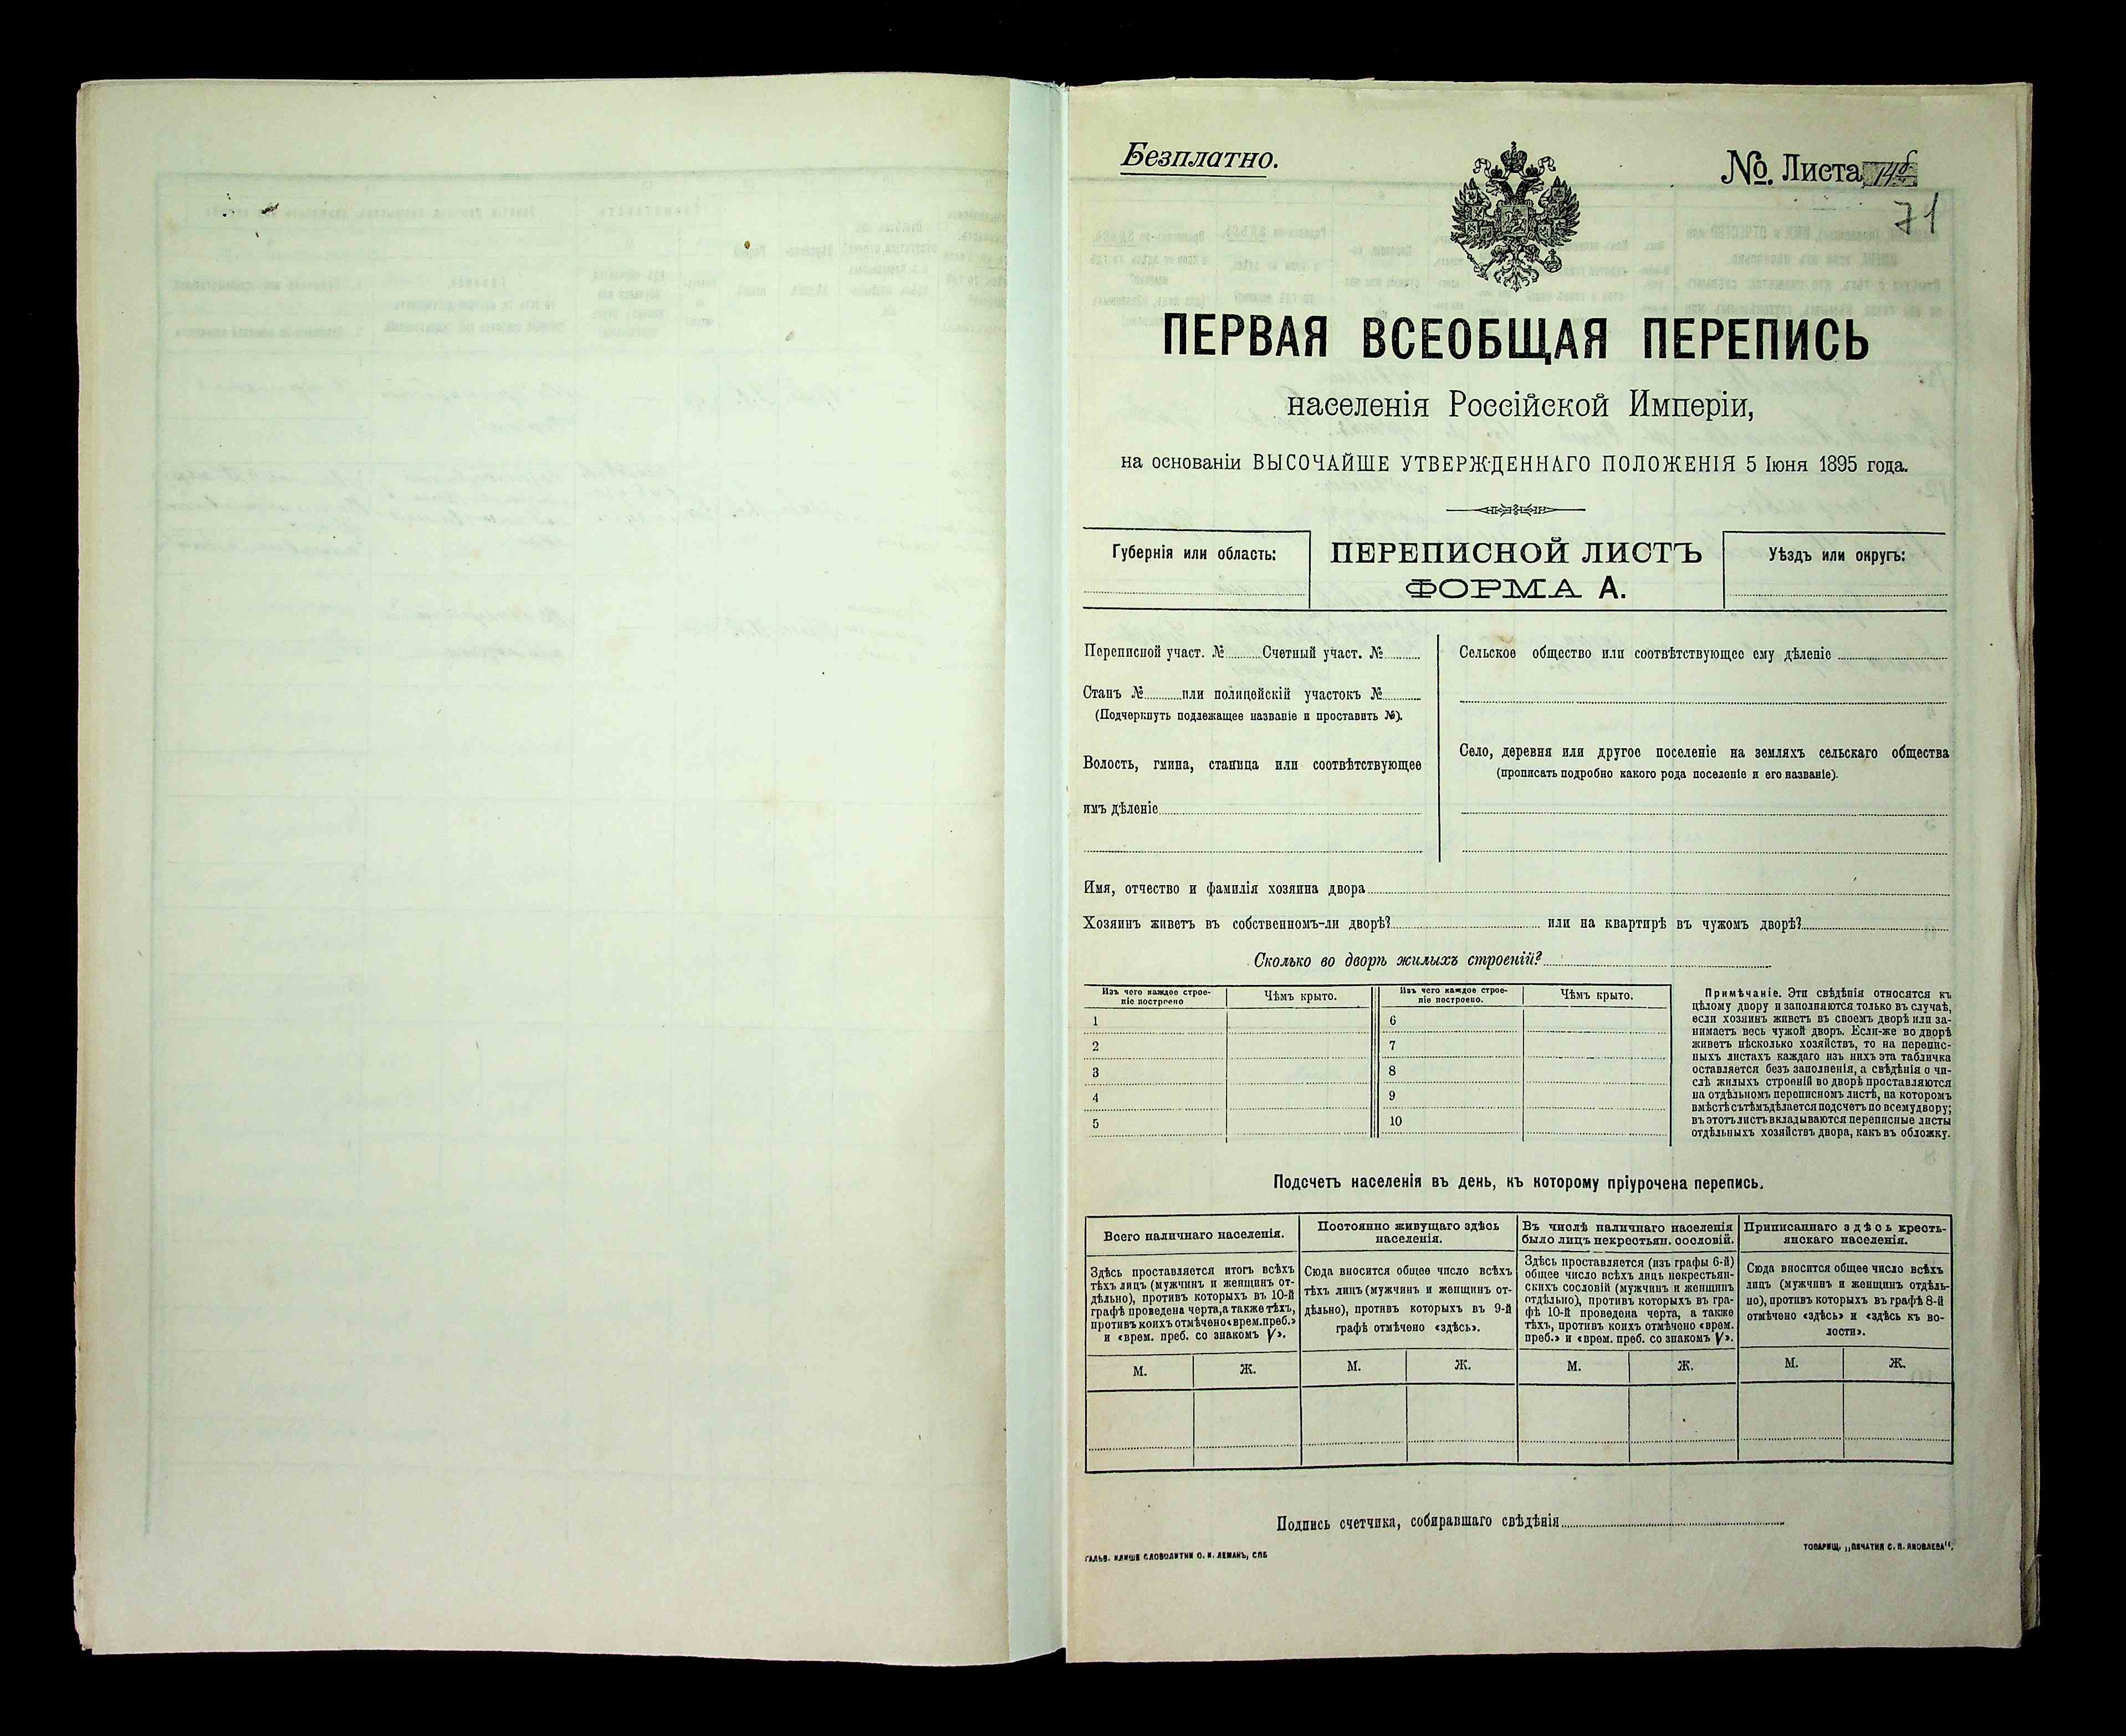 Безплатно.
№. Листа
71
ПЕРВАЯ ВСЕОБЩАЯ ПЕРЕПИСЬ
населенія Россійской Имперіи,
на основаніи ВЫСОЧАЙШЕ УТВЕРЖДЕННАГО ПОЛОЖЕНІЯ 5 Іюня 1895 года.
Губернія или область:
ПЕРЕПИСНОЙ ЛИСТЪ
ФОРМА А.
Уѣздъ или округъ:
Переписной участ. № Счетный участ. №
Станъ № или полицейскій участокъ №
(Подчеркнуть подлежащее названіе и проставить №).
Волость, гмина, станица или соотвѣтствующее
имъ дѣленіе
Сельское общество или соотвѣтствующее ему дѣленіе
Село, деревня или другое поселеніе на земляхъ сельскаго общества
(прописать подробно какого рода поселеніе и его названіе).
Имя, отчество и фамилія хозяина двора
Хозяинъ живетъ въ собственномъ-ли дворѣ? или на квартирѣ въ чужомъ дворѣ?
Сколько во дворѣ жилыхъ строеній?
Изъ чего каждое строе-
ніе построено
Чѣмъ крыто.
Изъ чего каждое строе-
ніе построено.
Чѣмъ крыто.
1
2
3
4
5
6
7
8
9
10
Примѣчаніе. Эти свѣдѣнія относятся къ
цѣлому двору и заполняются только въ случаѣ,
если хозяинъ живетъ въ своемъ дворѣ или за-
нимаетъ весь чужой дворъ. Если-же во дворѣ
живетъ нѣсколько хозяйствъ, то на перепис-
ныхъ листахъ каждаго изъ нихъ эта табличка
оставляется безъ заполненія, а свѣдѣнія о чи-
слѣ жилыхъ строеній во дворѣ проставляются
на отдѣльномъ переписномъ листѣ, на которомъ
вмѣстѣ съ тѣмъ дѣлается подсчетъ по всему двору;
въ этотъ листъ вкладываются переписные листы
отдѣльныхъ хозяйствъ двора, какъ въ обложку.
Подсчетъ населенія въ день, къ которому пріурочена перепись.
Всего наличнаго населенія.
Здѣсь проставляется итогъ всѣхъ
тѣхъ лицъ (мужчинъ и женщинъ от-
дѣльно), противъ которыхъ въ 10-й
графѣ проведена черта, а также тѣхъ,
противъ коихъ отмѣчено «врем. преб.»
и «врем. преб. со знакомъ V».
М. Ж.
Постоянно живущаго здѣсь
населенія.
Сюда вносится общее число всѣхъ
тѣхъ лицъ (мужчинъ и женщинъ от-
дѣльно), противъ которыхъ въ 9-й
графѣ отмѣчено «здѣсь».
М. Ж.
Въ числѣ наличнаго населенія
было лицъ некрестьян. сословій.
Здѣсь проставляется (изъ графы 6-й)
общее число всѣхъ лицъ некрестьян-
скихъ сословій (мужчинъ и женщинъ
отдѣльно), противъ которыхъ въ гра-
фѣ 10-й проведена черта, а также
тѣхъ, противъ коихъ отмѣчено «врем.
преб.» и «врем. преб. со знакомъ V».
М. Ж.
Приписаннаго здѣсь кресть-
янскаго населенія.
Сюда вносится общее число всѣхъ
лицъ (мужчинъ и женщинъ отдѣль-
но), противъ которыхъ въ графѣ 8-й
отмѣчено «здѣсь» и «здѣсь къ во-
лости».
М. Ж.
Подпись счетчика, собиравшаго свѣдѣнія
ГАЛЬВ. КЛИШЕ СЛОВОЛИТНИ О. И. ЛЕМАНЪ, СПБ
ТОВАРИЩ. „ПЕЧАТНЯ С. П. ЯКОВЛЕВА".